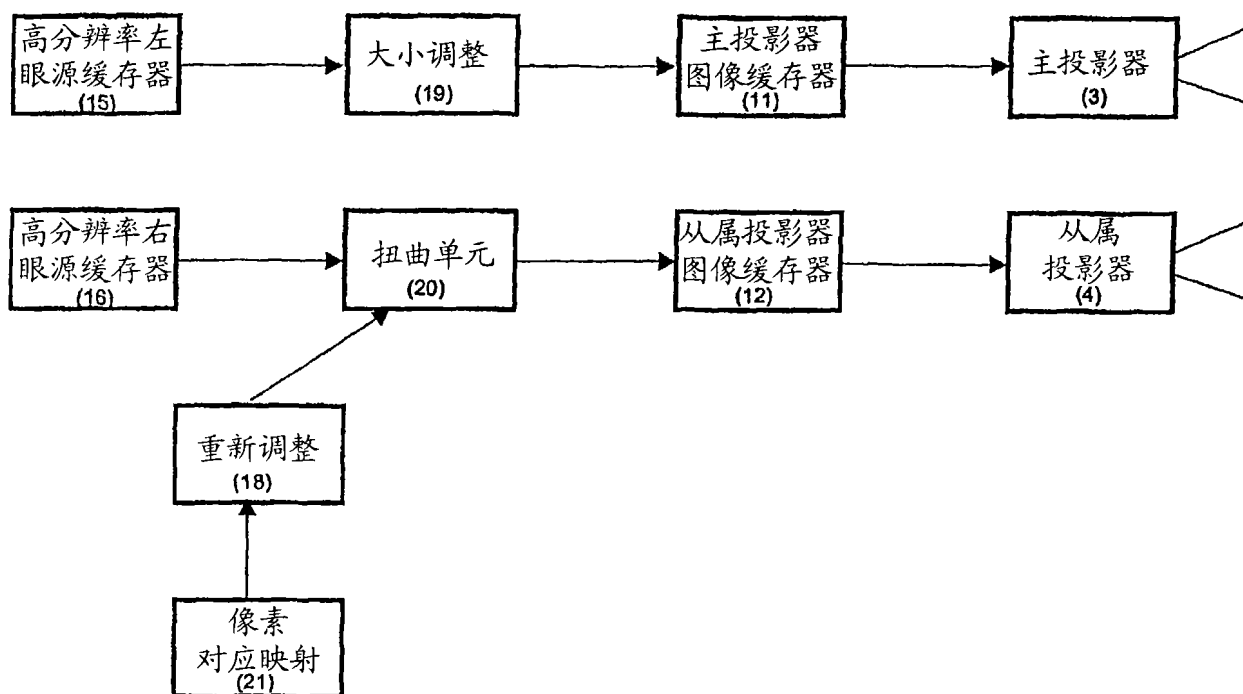 高分辨率左
眼源缓存器
(15)
大小调整
(19)
主投影器
图像缓存器
(11)
主投影器
(3)
高分辨率右
眼源缓存器
(16)
扭曲单元
(20)
从属投影器
图像缓存器
(12)
从属
投影器
(4)
重新调整
(18)
像素
对应映射
(21)